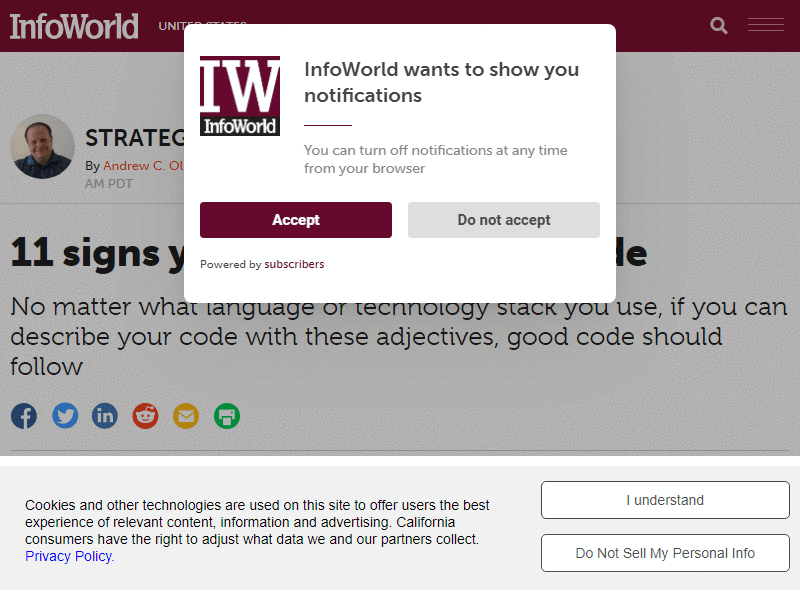 InfoWorld
UNITED STATES
InfoWorld wants to show you
notifications
IW
InfoWorld
You can turn off notifications at any time
from your browser
Accept
Do not accept
Powered by subscribers
STRATEG
By Andrew C. Ol
AM PDT
11 signs y
de
No matter what language or technology stack you use, if you can
describe your code with these adjectives, good code should
follow
Cookies and other technologies are used on this site to offer users the best
experience of relevant content, information and advertising. California
consumers have the right to adjust what data we and our partners collect.
Privacy Policy.
I understand
Do Not Sell My Personal Info